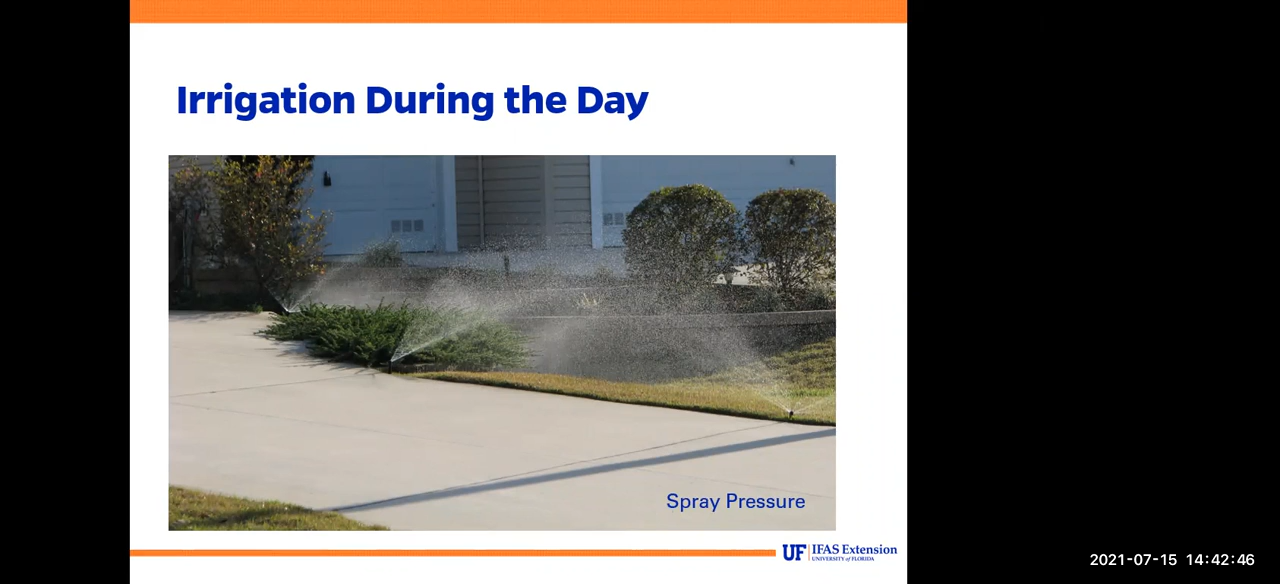 Irrigation During the Day
Spray Pressure
UF IFAS Extension
UNIVERSITY of FLORIDA
2021-07-15 14:42:46